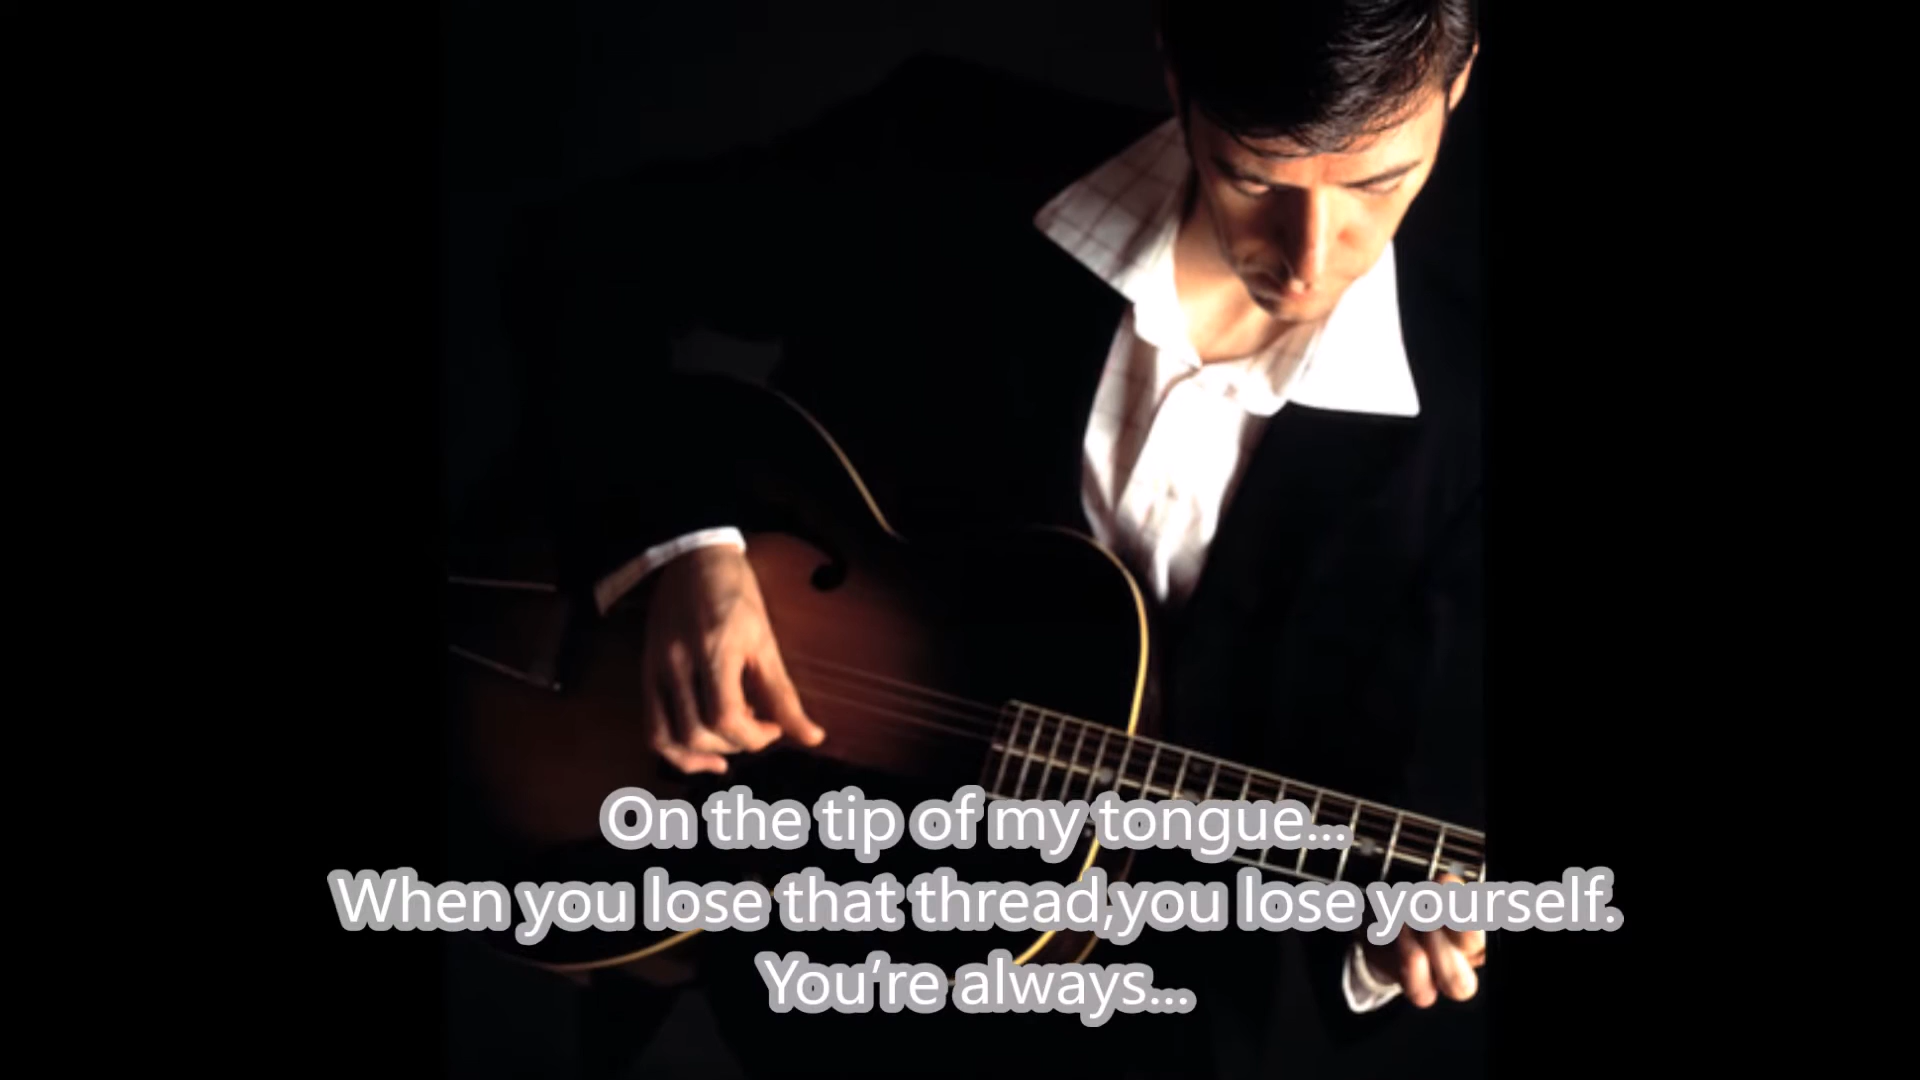 On the tip of my tongue...
When you lose that thread,you lose yourself.
You’re always...